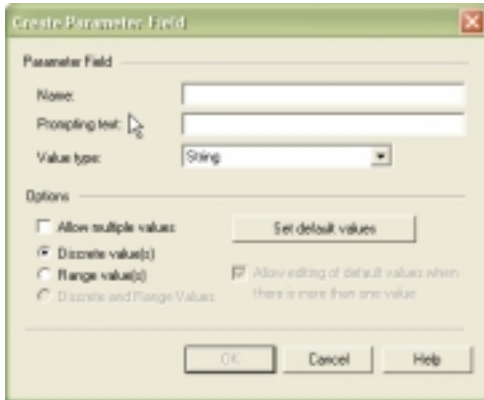 Create Parameter Field
Parameter Field
Name:
Prompting text:
Value type: String
Options
Allow multiple values
Set default values
Discrete value(s)
Range value(s)
Discrete and Range Values
Allow editing of default values when
there is more than one value
OK Cancel Help